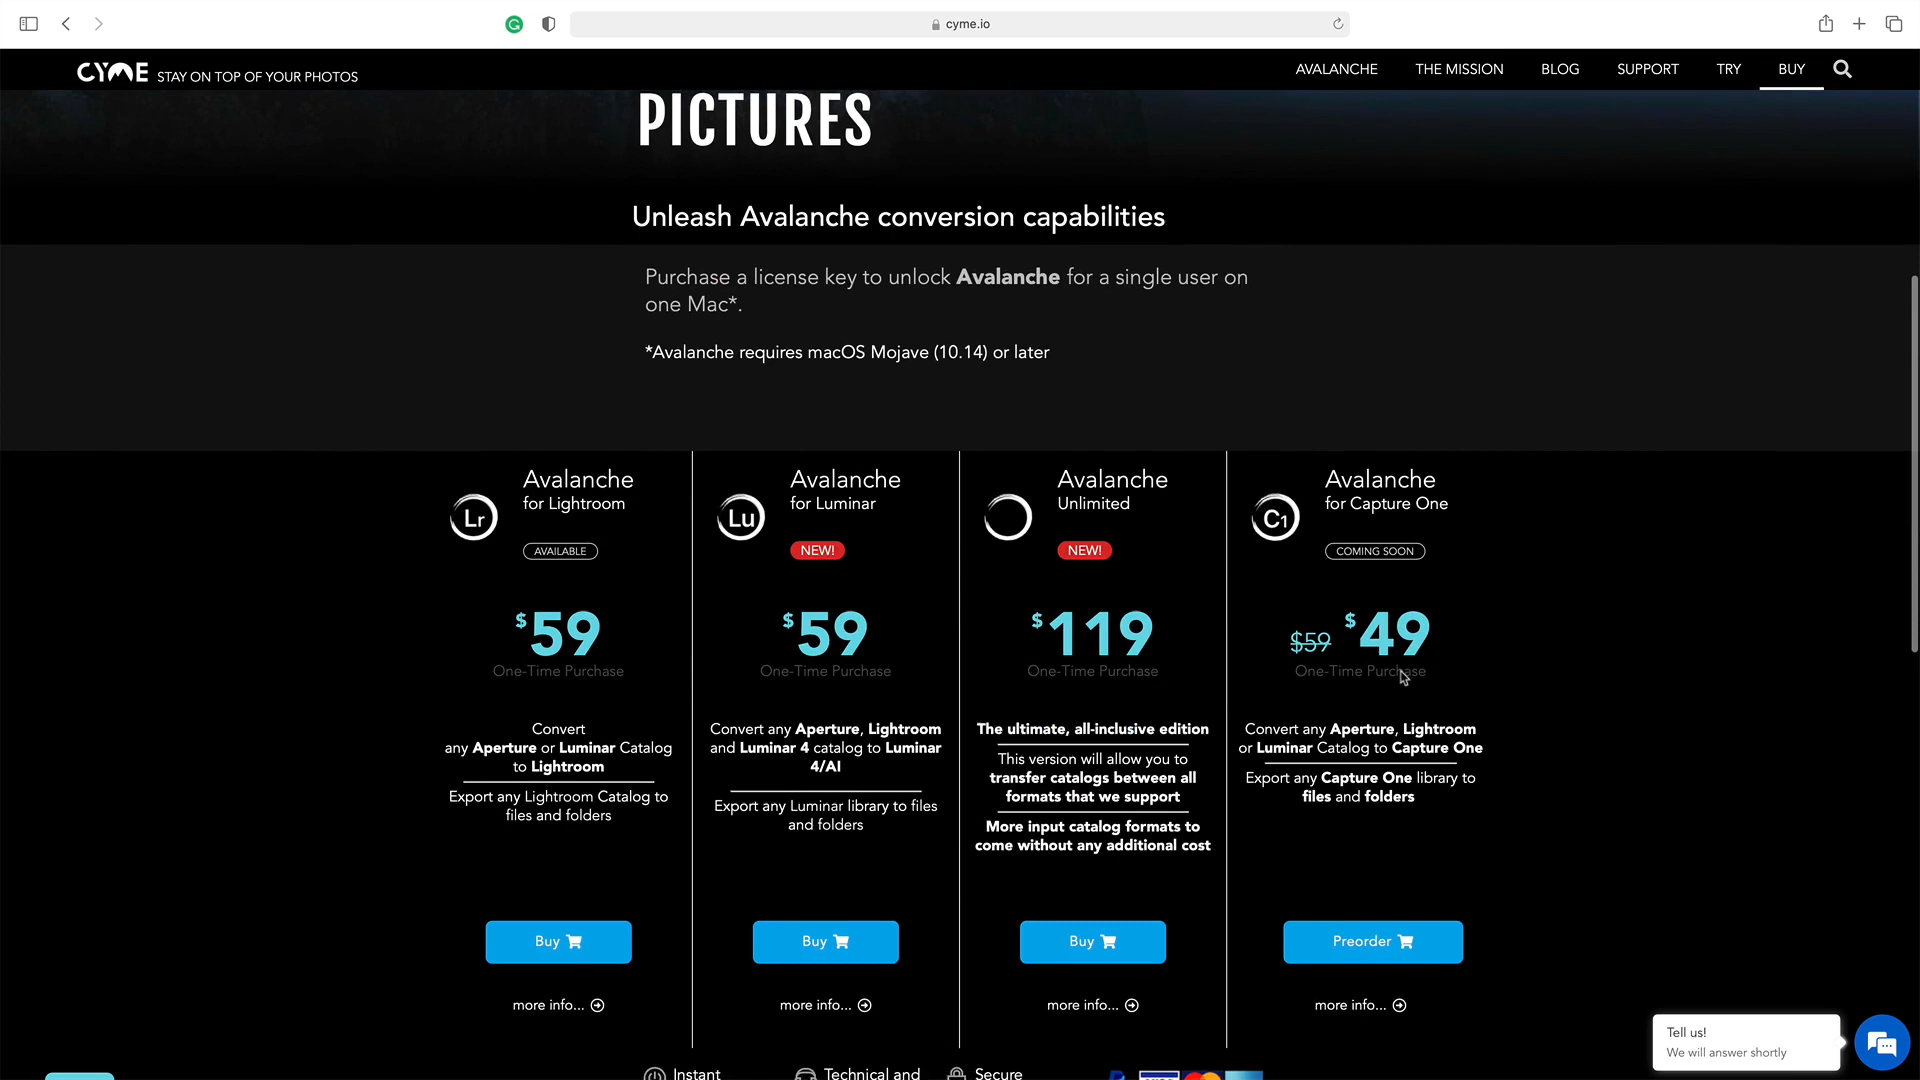 cyme.io
CYME STAY ON TOP OF YOUR PHOTOS
AVALANCHE THE MISSION BLOG SUPPORT TRY BUY
PICTURES
Unleash Avalanche conversion capabilities
Purchase a license key to unlock Avalanche for a single user on
one Mac*.
*Avalanche requires macOS Mojave (10.14) or later
Lr
Avalanche
for Lightroom
AVAILABLE
$59
One-Time Purchase
Convert
any Aperture or Luminar Catalog
to Lightroom
Export any Lightroom Catalog to
files and folders
Buy
more info...
Lu
Avalanche
for Luminar
NEW!
$59
One-Time Purchase
Convert any Aperture, Lightroom
and Luminar 4 catalog to Luminar
4/AI
Export any Luminar library to files
and folders
Buy
more info...
Avalanche
Unlimited
NEW!
$119
One-Time Purchase
The ultimate, all-inclusive edition
This version will allow you to
transfer catalogs between all
formats that we support
More input catalog formats to
come without any additional cost
Buy
more info...
C1
Avalanche
for Capture One
COMING SOON
$59 $49
One-Time Purchase
Convert any Aperture, Lightroom
or Luminar Catalog to Capture One
Export any Capture One library to
files and folders
Preorder
more info...
Tell us!
We will answer shortly
Instant Technical and Secure